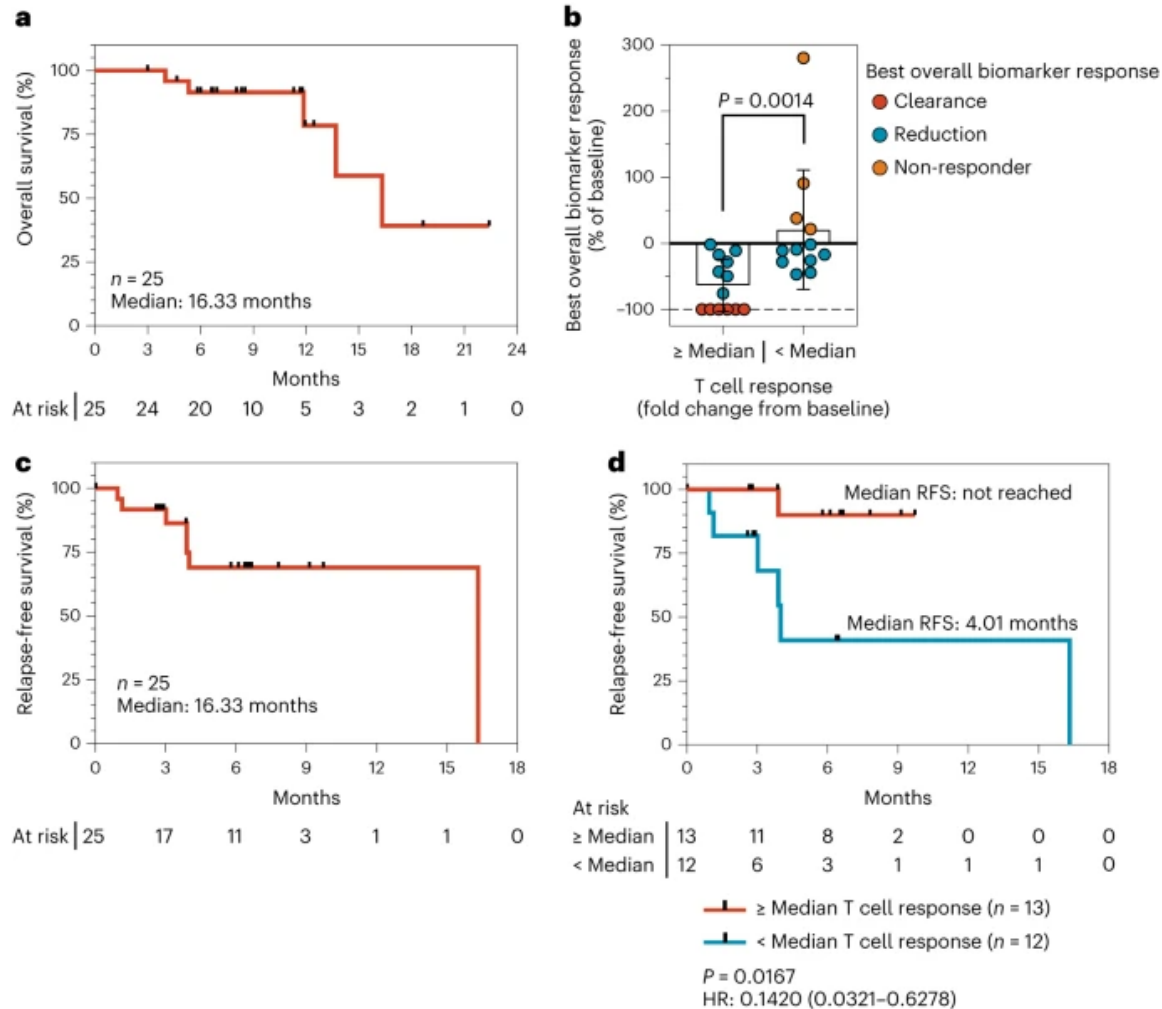 a
Overall survival (%)
100
75
50
25
0
n = 25
Median: 16.33 months
0 3 6 9 12 15 18 21 24
Months
At risk 25 24 20 10 5 3 2 1 0
b
Best overall biomarker response
(% of baseline)
300
200
100
0
–100
P = 0.0014
≥ Median | < Median
T cell response
(fold change from baseline)
Best overall biomarker response
Clearance
Reduction
Non-responder
c
Relapse-free survival (%)
100
75
50
25
0
n = 25
Median: 16.33 months
0 3 6 9 12 15 18
Months
At risk 25 17 11 3 1 1 0
d
Relapse-free survival (%)
100
75
50
25
0
Median RFS: not reached
Median RFS: 4.01 months
0 3 6 9 12 15 18
Months
At risk
≥ Median 13 11 8 2 0 0 0
< Median 12 6 3 1 1 1 0
≥ Median T cell response (n = 13)
< Median T cell response (n = 12)
P = 0.0167
HR: 0.1420 (0.0321–0.6278)